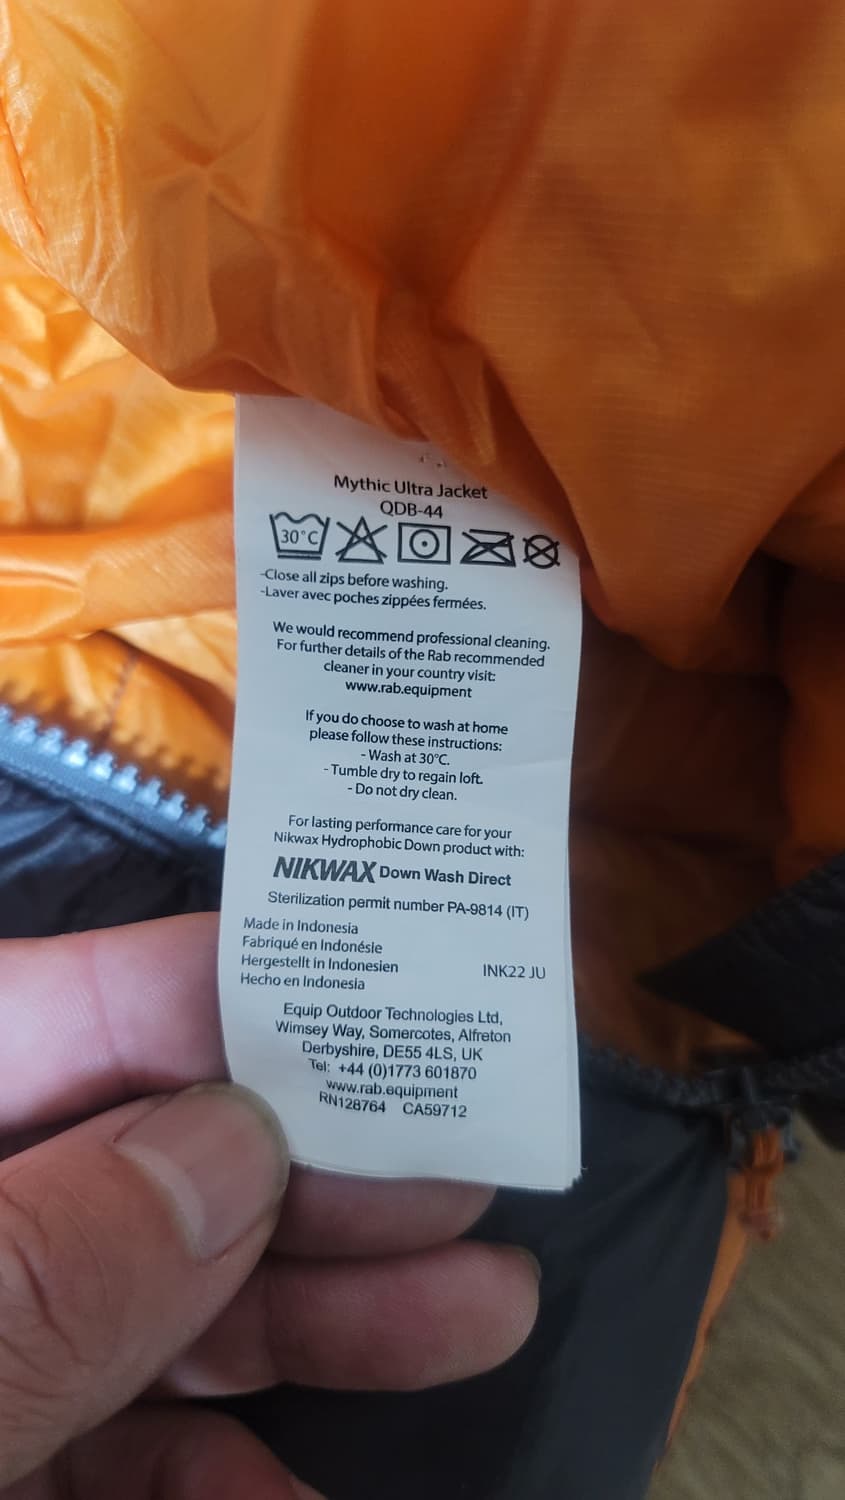 Mythic Ultra Jacket
QDB-44
30°C
-Close all zips before washing.
-Laver avec poches zippées fermées.
We would recommend professional cleaning.
For further details of the Rab recommended
cleaner in your country visit:
www.rab.equipment
If you do choose to wash at home
please follow these instructions:
- Wash at 30°C.
- Tumble dry to regain loft.
- Do not dry clean.
For lasting performance care for your
Nikwax Hydrophobic Down product with:
NIKWAX Down Wash Direct
Sterilization permit number PA-9814 (IT)
Made in Indonesia
Fabriqué en Indonésie
Hergestellt in Indonesien INK22 JU
Hecho en Indonesia
Equip Outdoor Technologies Ltd,
Wimsey Way, Somercotes, Alfreton
Derbyshire, DE55 4LS, UK
Tel: +44 (0)1773 601870
www.rab.equipment
RN128764 CA59712